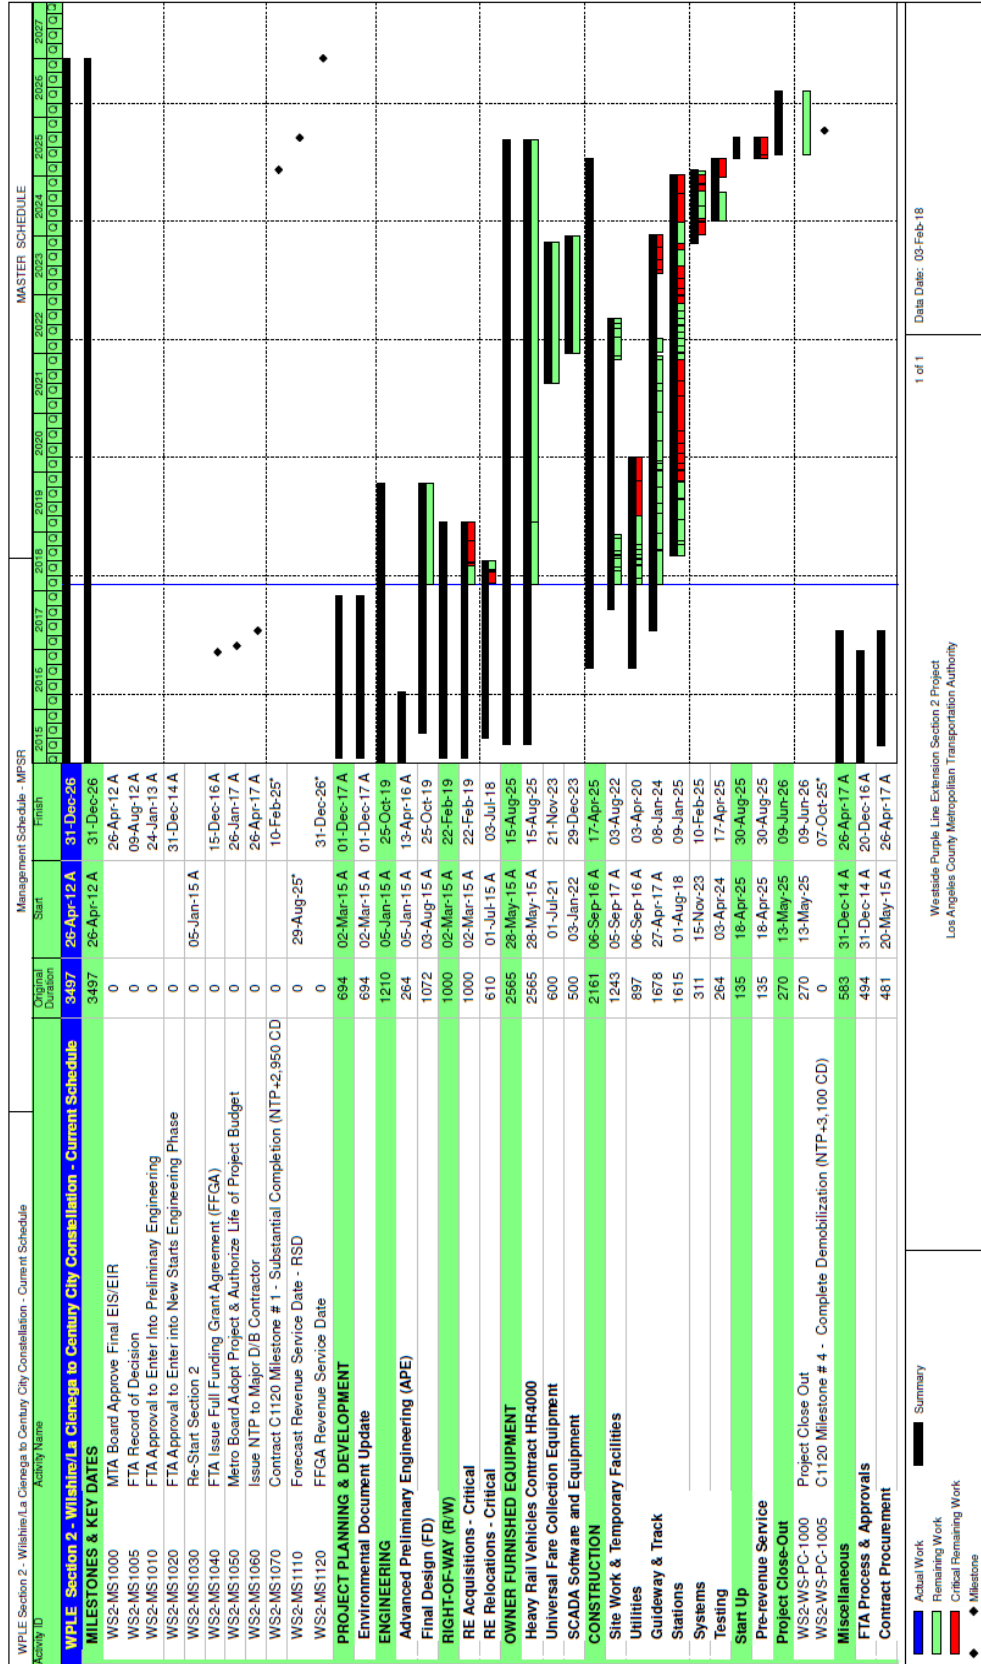 WPLE Section 2 - Wilshire/La Cienega to Century City Constellation - Current Schedule Management Schedule - MPSR MASTER SCHEDULE
Activity ID Activity Name Original Duration Start Finish 2015 2016 2017 2018 2019 2020 2021 2022 2023 2024 2025 2026 2027
Q Q Q Q Q Q Q Q Q Q Q Q Q Q Q Q Q Q Q Q Q Q Q Q Q Q Q Q Q Q Q Q Q Q Q Q Q Q Q Q Q Q Q Q Q Q Q Q Q Q Q Q
WPLE Section 2 - Wilshire/La Cienega to Century City Constellation - Current Schedule 3497 26-Apr-12 A 31-Dec-26
MILESTONES & KEY DATES 3497 26-Apr-12 A 31-Dec-26
WS2-MS1000 MTA Board Approve Final EIS/EIR 0 26-Apr-12 A
WS2-MS1005 FTA Record of Decision 0 09-Aug-12 A
WS2-MS1010 FTA Approval to Enter Into Preliminary Engineering 0 24-Jan-13 A
WS2-MS1020 FTA Approval to Enter into New Starts Engineering Phase 0 31-Dec-14 A
WS2-MS1030 Re-Start Section 2 0 05-Jan-15 A
WS2-MS1040 FTA Issue Full Funding Grant Agreement (FFGA) 0 15-Dec-16 A
WS2-MS1050 Metro Board Adopt Project & Authorize Life of Project Budget 0 26-Jan-17 A
WS2-MS1060 Issue NTP to Major D/B Contractor 0 26-Apr-17 A
WS2-MS1070 Contract C1120 Milestone # 1 - Substantial Completion (NTP+2,950 CD 0 10-Feb-25*
WS2-MS1110 Forecast Revenue Service Date - RSD 0 29-Aug-25*
WS2-MS1120 FFGA Revenue Service Date 0 31-Dec-26*
PROJECT PLANNING & DEVELOPMENT 694 02-Mar-15 A 01-Dec-17 A
Environmental Document Update 694 02-Mar-15 A 01-Dec-17 A
ENGINEERING 1210 05-Jan-15 A 25-Oct-19
Advanced Preliminary Engineering (APE) 264 05-Jan-15 A 13-Apr-16 A
Final Design (FD) 1072 03-Aug-15 A 25-Oct-19
RIGHT-OF-WAY (R/W) 1000 02-Mar-15 A 22-Feb-19
RE Acquisitions - Critical 1000 02-Mar-15 A 22-Feb-19
RE Relocations - Critical 610 01-Jul-15 A 03-Jul-18
OWNER FURNISHED EQUIPMENT 2565 28-May-15 A 15-Aug-25
Heavy Rail Vehicles Contract HR4000 2565 28-May-15 A 15-Aug-25
Universal Fare Collection Equipment 600 01-Jul-21 21-Nov-23
SCADA Software and Equipment 500 03-Jan-22 29-Dec-23
CONSTRUCTION 2161 06-Sep-16 A 17-Apr-25
Site Work & Temporary Facilities 1243 05-Sep-17 A 03-Aug-22
Utilities 897 06-Sep-16 A 03-Apr-20
Guideway & Track 1678 27-Apr-17 A 08-Jan-24
Stations 1615 01-Aug-18 09-Jan-25
Systems 311 15-Nov-23 10-Feb-25
Testing 264 03-Apr-24 17-Apr-25
Start Up 135 18-Apr-25 30-Aug-25
Pre-revenue Service 135 18-Apr-25 30-Aug-25
Project Close-Out 270 13-May-25 09-Jun-26
WS2-WS-PC-1000 Project Close Out 270 13-May-25 09-Jun-26
WS2-WS-PC-1005 C1120 Milestone # 4 - Complete Demobilization (NTP+3,100 CD) 0 07-Oct-25*
Miscellaneous 583 31-Dec-14 A 26-Apr-17 A
FTA Process & Approvals 494 31-Dec-14 A 20-Dec-16 A
Contract Procurement 481 20-May-15 A 26-Apr-17 A
Actual Work
Remaining Work
Critical Remaining Work
Milestone
Summary
Westside Purple Line Extension Section 2 Project
Los Angeles County Metropolitan Transportation Authority
1 of 1
Data Date: 03-Feb-18